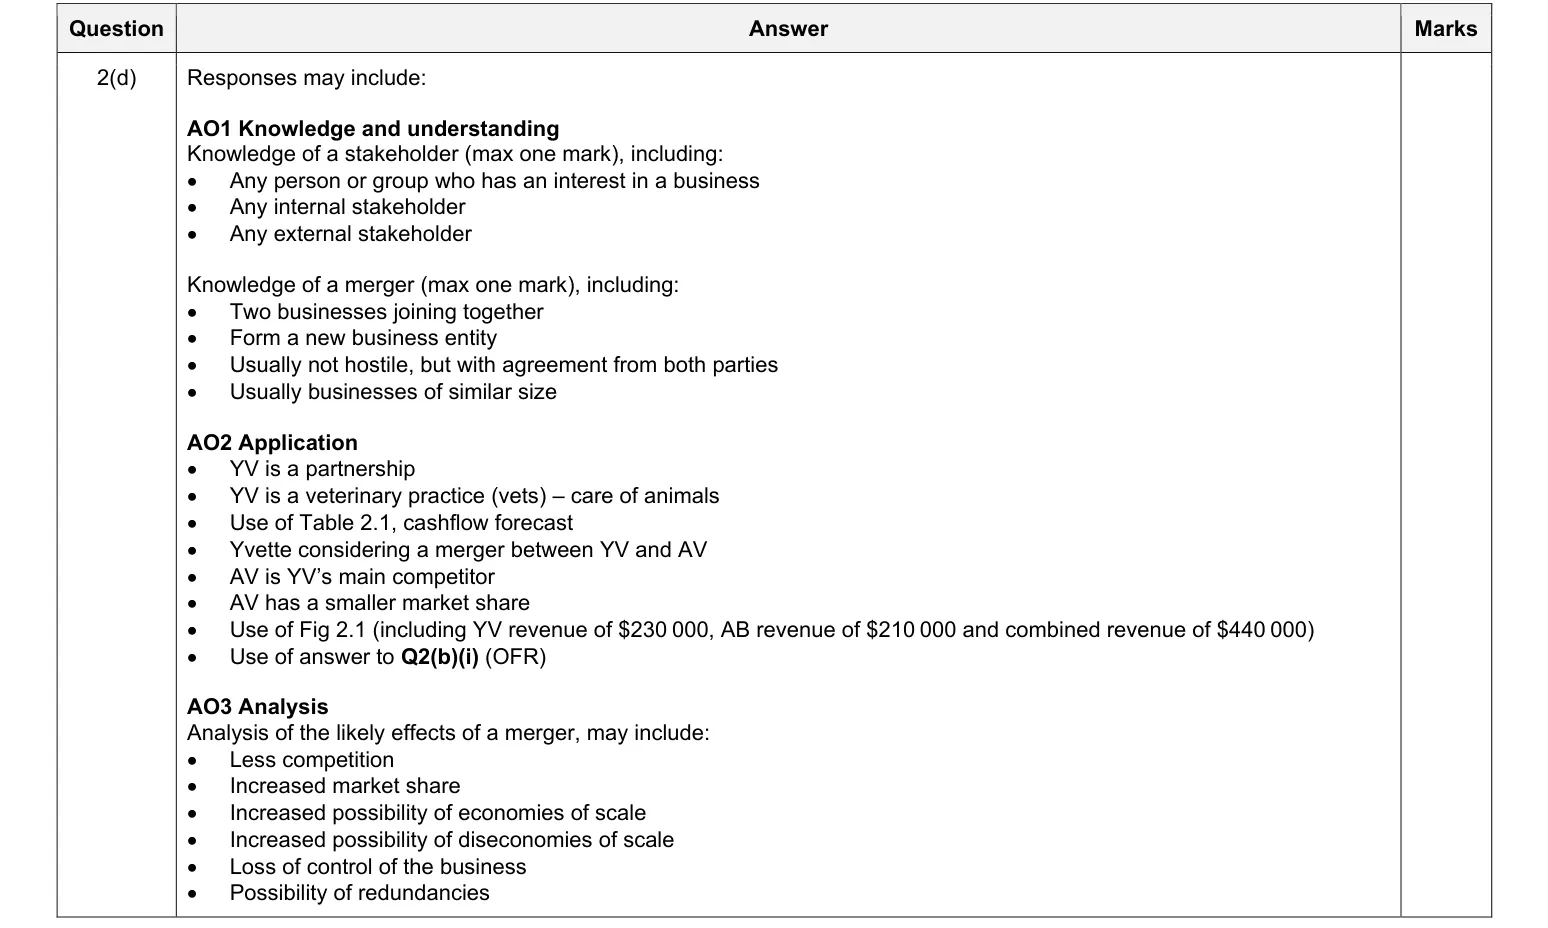 Question Answer Marks
2(d) Responses may include:
AO1 Knowledge and understanding
Knowledge of a stakeholder (max one mark), including:
• Any person or group who has an interest in a business
• Any internal stakeholder
• Any external stakeholder
Knowledge of a merger (max one mark), including:
• Two businesses joining together
• Form a new business entity
• Usually not hostile, but with agreement from both parties
• Usually businesses of similar size
AO2 Application
• YV is a partnership
• YV is a veterinary practice (vets) – care of animals
• Use of Table 2.1, cashflow forecast
• Yvette considering a merger between YV and AV
• AV is YV’s main competitor
• AV has a smaller market share
• Use of Fig 2.1 (including YV revenue of $230 000, AB revenue of $210 000 and combined revenue of $440 000)
• Use of answer to Q2(b)(i) (OFR)
AO3 Analysis
Analysis of the likely effects of a merger, may include:
• Less competition
• Increased market share
• Increased possibility of economies of scale
• Increased possibility of diseconomies of scale
• Loss of control of the business
• Possibility of redundancies